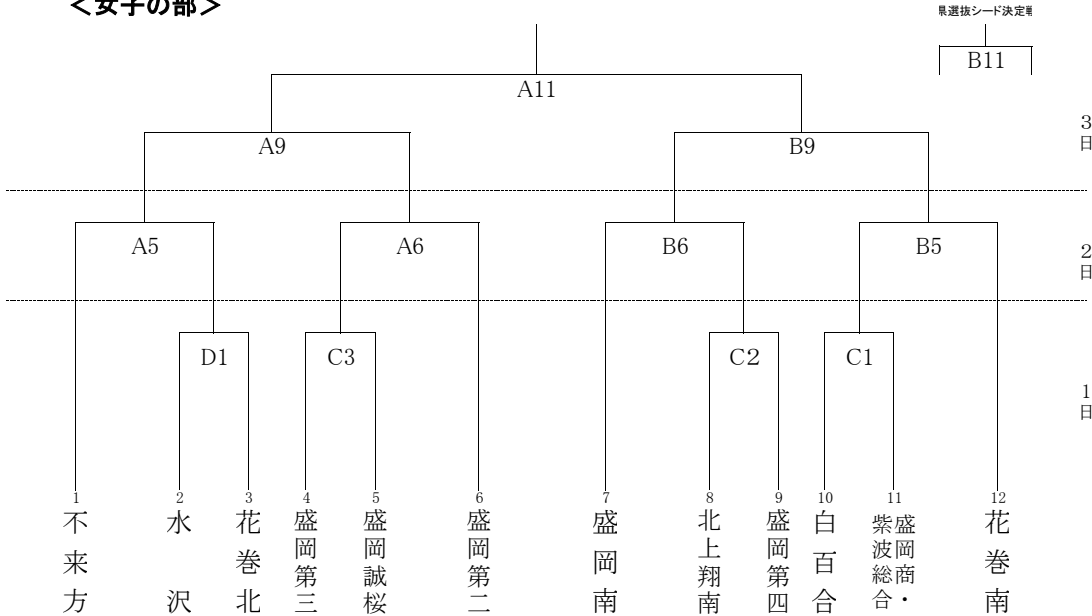 ＜女子の部＞
県選抜シード決定戦
B11
A11
A9
B9
3
日
A5
A6
B6
B5
2
日
D1
C3
C2
C1
1
日
1
2
3
4
5
6
7
8
9
10
11
12
不来方
水沢
花巻北
盛岡第三
盛岡誠桜
盛岡第二
盛岡南
北上翔南
盛岡第四
白百合
盛岡商・
紫波総合
花巻南